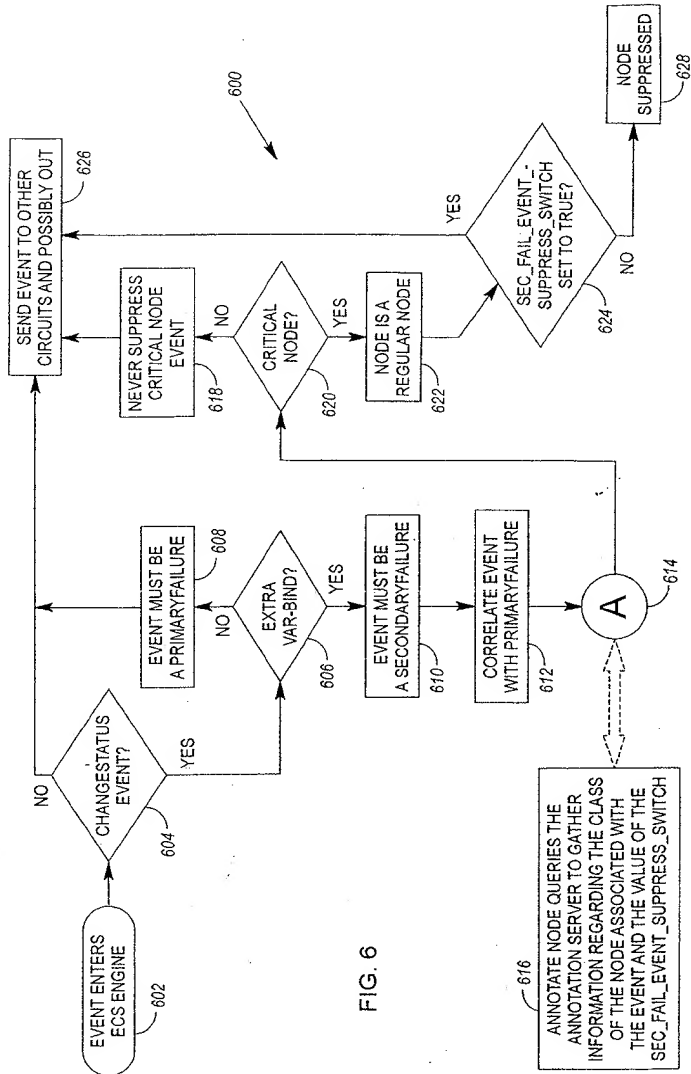 EVENT ENTERS
ECS ENGINE
602
CHANGESTATUS
EVENT?
604
NO
YES
EVENT MUST BE
A PRIMARYFAILURE
608
NO
EXTRA
VAR-BIND?
606
YES
EVENT MUST BE
A SECONDARYFAILURE
610
CORRELATE EVENT
WITH PRIMARYFAILURE
612
A
614
616
ANNOTATE NODE QUERIES THE
ANNOTATION SERVER TO GATHER
INFORMATION REGARDING THE CLASS
OF THE NODE ASSOCIATED WITH
THE EVENT AND THE VALUE OF THE
SEC_FAIL_EVENT_SUPPRESS_SWITCH
SEND EVENT TO OTHER
CIRCUITS AND POSSIBLY OUT
626
NEVER SUPPRESS
CRITICAL NODE
EVENT
618
NO
CRITICAL
NODE?
620
YES
NODE IS A
REGULAR NODE
622
YES
SEC_FAIL_EVENT_-
SUPPRESS_SWITCH
SET TO TRUE?
624
NO
NODE
SUPPRESSED
628
600
FIG. 6